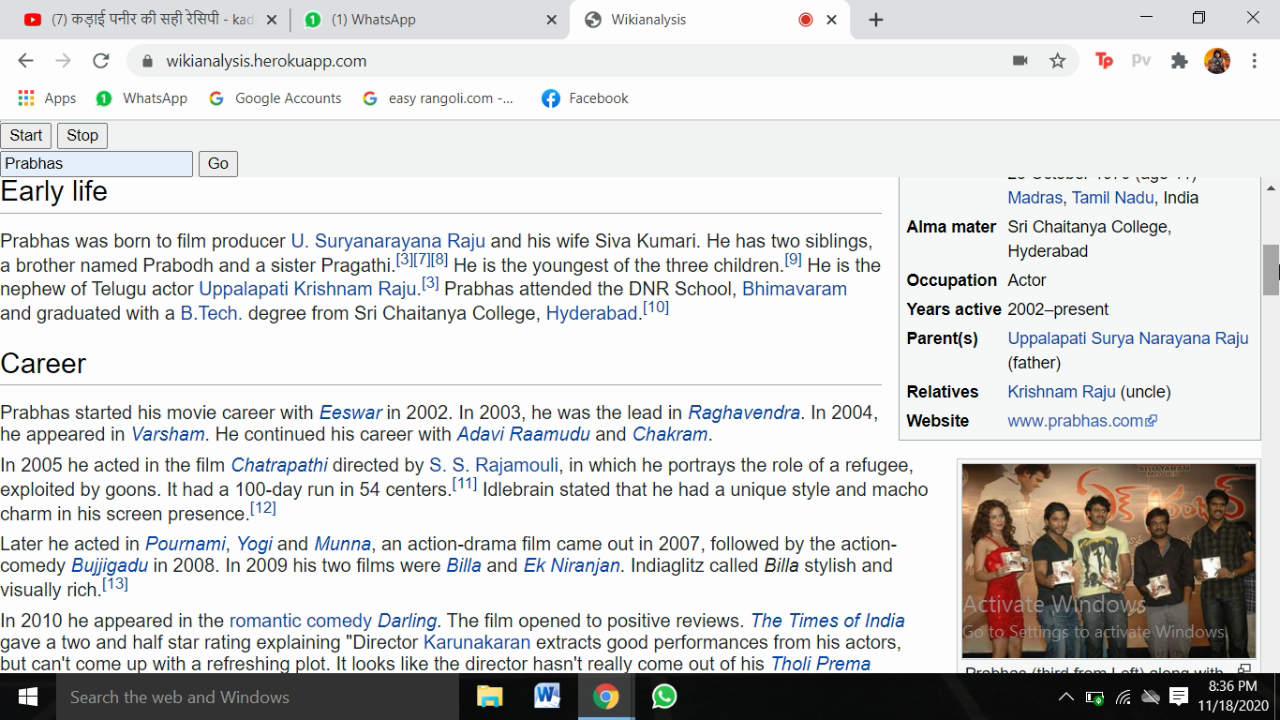 (7) कड़ाई पनीर की सही रेसिपी - kad
(1) WhatsApp
Wikianalysis
wikianalysis.herokuapp.com
Tp
Pv
Apps
WhatsApp
Google Accounts
easy rangoli.com -...
Facebook
Start Stop
Prabhas Go
Early life
Prabhas was born to film producer U. Suryanarayana Raju and his wife Siva Kumari. He has two siblings,
a brother named Prabodh and a sister Pragathi.[3][7][8] He is the youngest of the three children.[9] He is the
nephew of Telugu actor Uppalapati Krishnam Raju.[3] Prabhas attended the DNR School, Bhimavaram
and graduated with a B.Tech. degree from Sri Chaitanya College, Hyderabad.[10]
Career
Prabhas started his movie career with Eeswar in 2002. In 2003, he was the lead in Raghavendra. In 2004,
he appeared in Varsham. He continued his career with Adavi Raamudu and Chakram.
In 2005 he acted in the film Chatrapathi directed by S. S. Rajamouli, in which he portrays the role of a refugee,
exploited by goons. It had a 100-day run in 54 centers.[11] Idlebrain stated that he had a unique style and macho
charm in his screen presence.[12]
Later he acted in Pournami, Yogi and Munna, an action-drama film came out in 2007, followed by the action-
comedy Bujjigadu in 2008. In 2009 his two films were Billa and Ek Niranjan. Indiaglitz called Billa stylish and
visually rich.[13]
In 2010 he appeared in the romantic comedy Darling. The film opened to positive reviews. The Times of India
gave a two and half star rating explaining "Director Karunakaran extracts good performances from his actors,
but can't come up with a refreshing plot. It looks like the director hasn't really come out of his Tholi Prema
Madras, Tamil Nadu, India
Alma mater Sri Chaitanya College,
Hyderabad
Occupation Actor
Years active 2002–present
Parent(s) Uppalapati Surya Narayana Raju
(father)
Relatives Krishnam Raju (uncle)
Website www.prabhas.com
Activate Windows
Go to Settings to activate Windows.
Prabhas (third from Left) along with
Search the web and Windows
8:36 PM
11/18/2020